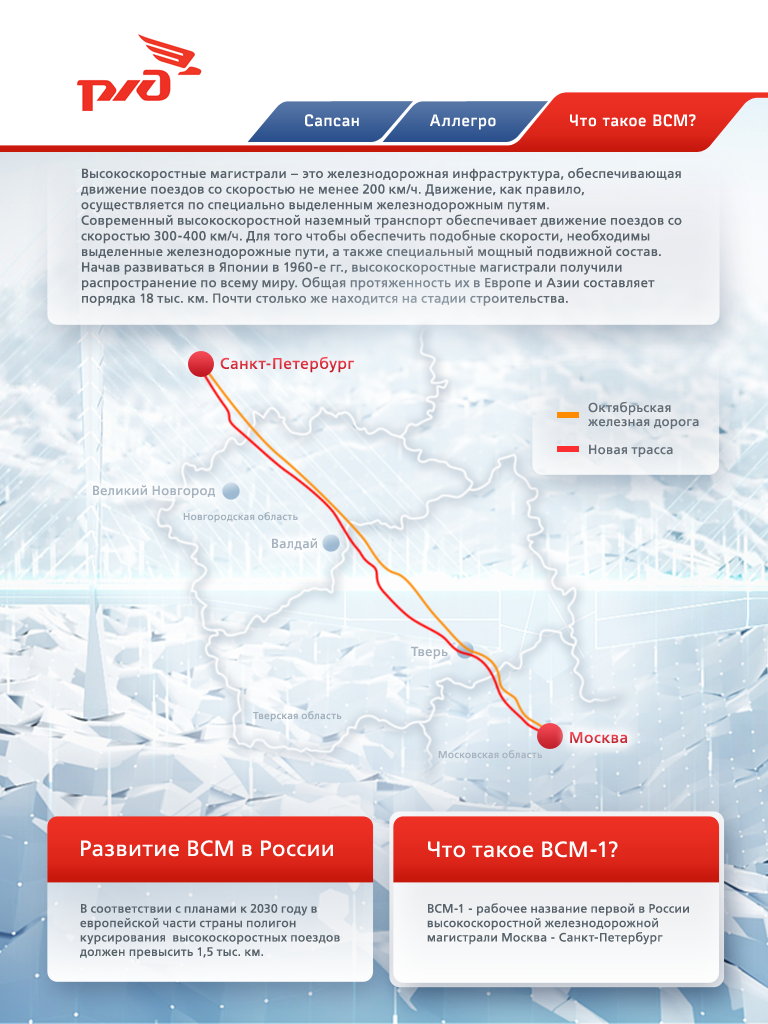 РЖД
Сапсан
Аллегро
Что такое ВСМ?
Высокоскоростные магистрали – это железнодорожная инфраструктура, обеспечивающая
движение поездов со скоростью не менее 200 км/ч. Движение, как правило,
осуществляется по специально выделенным железнодорожным путям.
Современный высокоскоростной наземный транспорт обеспечивает движение поездов со
скоростью 300-400 км/ч. Для того чтобы обеспечить подобные скорости, необходимы
выделенные железнодорожные пути, а также специальный мощный подвижной состав.
Начав развиваться в Японии в 1960-е гг., высокоскоростные магистрали получили
распространение по всему миру. Общая протяженность их в Европе и Азии составляет
порядка 18 тыс. км. Почти столько же находится на стадии строительства.
Санкт-Петербург
Октябрьская
железная дорога
Новая трасса
Великий Новгород
Новгородская область
Валдай
Тверь
Тверская область
Москва
Московская область
Развитие ВСМ в России
В соответствии с планами к 2030 году в
европейской части страны полигон
курсирования  высокоскоростных поездов
должен превысить 1,5 тыс. км.
Что такое ВСМ-1?
ВСМ-1 - рабочее название первой в России
высокоскоростной железнодорожной
магистрали Москва - Санкт-Петербург